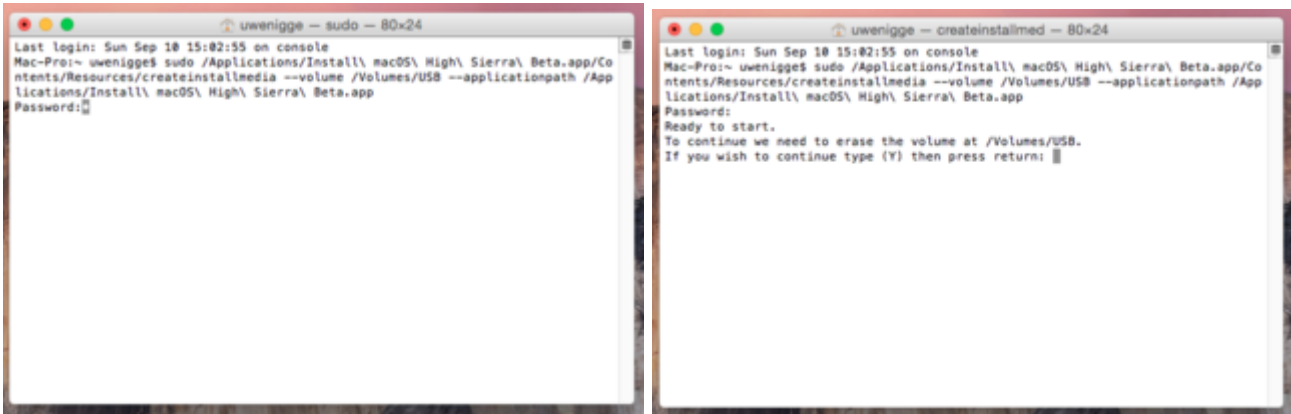 uwenigge — sudo — 80×24
Last login: Sun Sep 10 15:02:55 on console
Mac-Pro:~ uwenigge$ sudo /Applications/Install\ macOS\ High\ Sierra\ Beta.app/Co
ntents/Resources/createinstallmedia --volume /Volumes/USB --applicationpath /App
lications/Install\ macOS\ High\ Sierra\ Beta.app
Password:
uwenigge — createinstallmed — 80×24
Last login: Sun Sep 10 15:02:55 on console
Mac-Pro:~ uwenigge$ sudo /Applications/Install\ macOS\ High\ Sierra\ Beta.app/Co
ntents/Resources/createinstallmedia --volume /Volumes/USB --applicationpath /App
lications/Install\ macOS\ High\ Sierra\ Beta.app
Password:
Ready to start.
To continue we need to erase the volume at /Volumes/USB.
If you wish to continue type (Y) then press return: